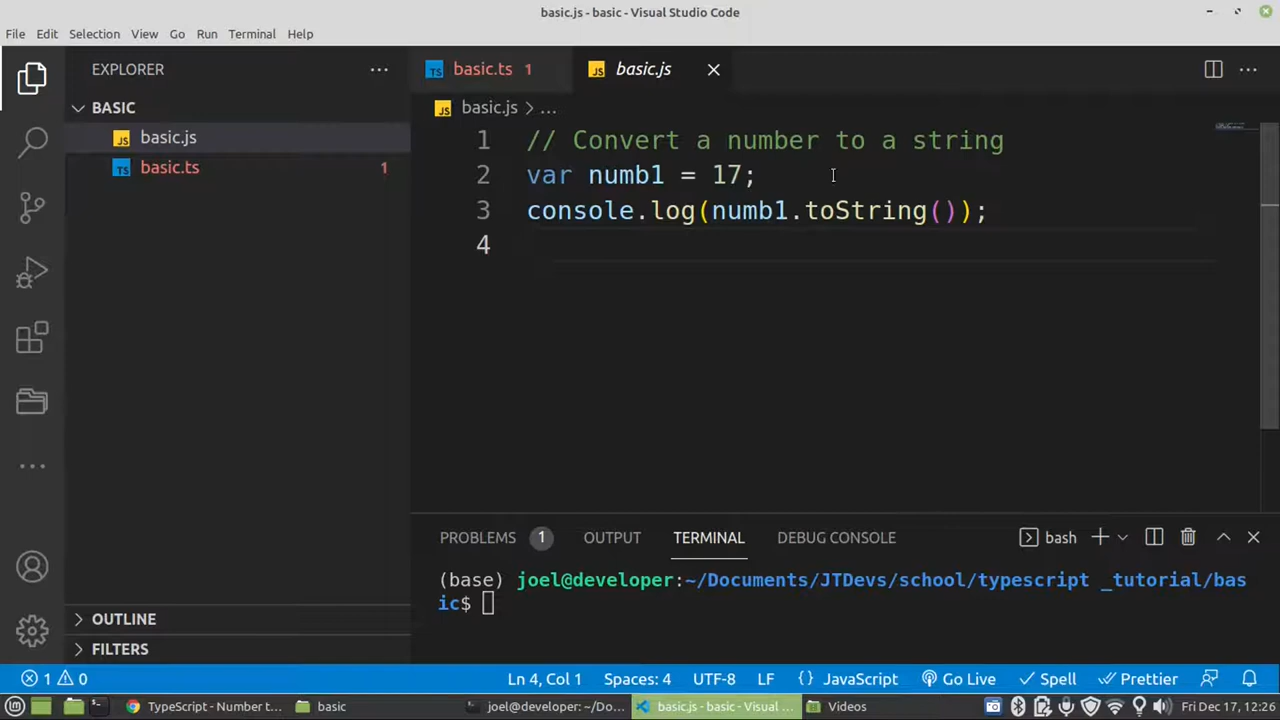 basic.js - basic - Visual Studio Code
File Edit Selection View Go Run Terminal Help
EXPLORER
BASIC
basic.js
basic.ts 1
OUTLINE
FILTERS
basic.ts 1 basic.js
basic.js > ...
1 // Convert a number to a string
2 var numb1 = 17;
3 console.log(numb1.toString());
4
PROBLEMS 1 OUTPUT TERMINAL DEBUG CONSOLE bash
(base) joel@developer:~/Documents/JTDevs/school/typescript _tutorial/bas
ic$
1 0 Ln 4, Col 1 Spaces: 4 UTF-8 LF {} JavaScript Go Live Spell Prettier
TypeScript - Number t... basic joel@developer: ~/Do... basic.js - basic - Visual ... Videos Fri Dec 17, 12:26